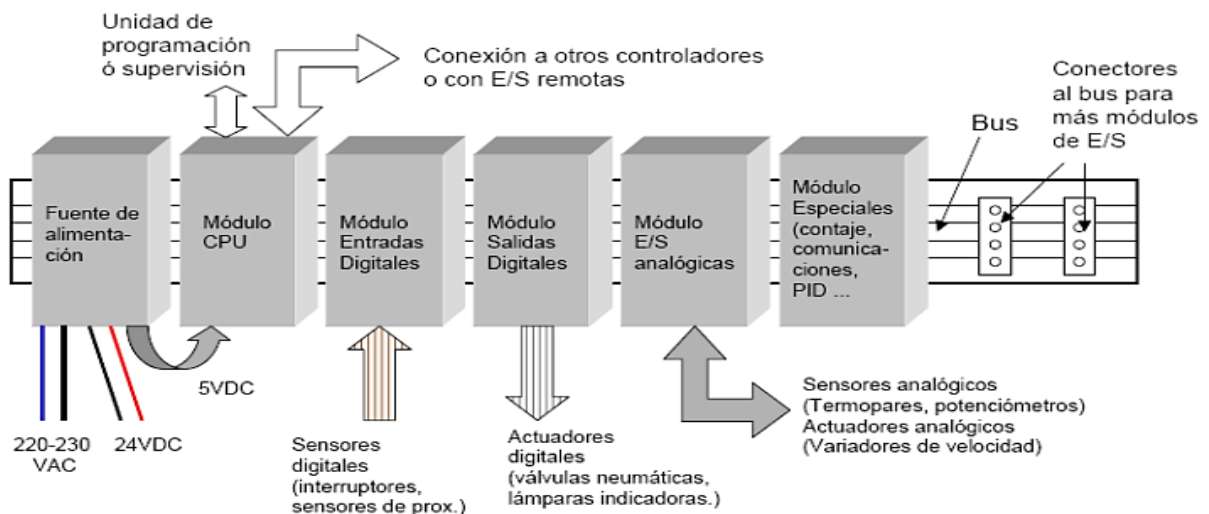 Unidad de
programación
ó supervisión
Conexión a otros controladores
o con E/S remotas
Conectores
al bus para
más módulos
de E/S
Bus
Fuente de
alimenta-
ción
Módulo
CPU
Módulo
Entradas
Digitales
Módulo
Salidas
Digitales
Módulo
E/S
analógicas
Módulo
Especiales
(contaje,
comunica-
ciones,
PID ...
5VDC
220-230
VAC
24VDC
Sensores
digitales
(interruptores,
sensores de prox.)
Actuadores
digitales
(válvulas neumáticas,
lámparas indicadoras.)
Sensores analógicos
(Termopares, potenciómetros)
Actuadores analógicos
(Variadores de velocidad)